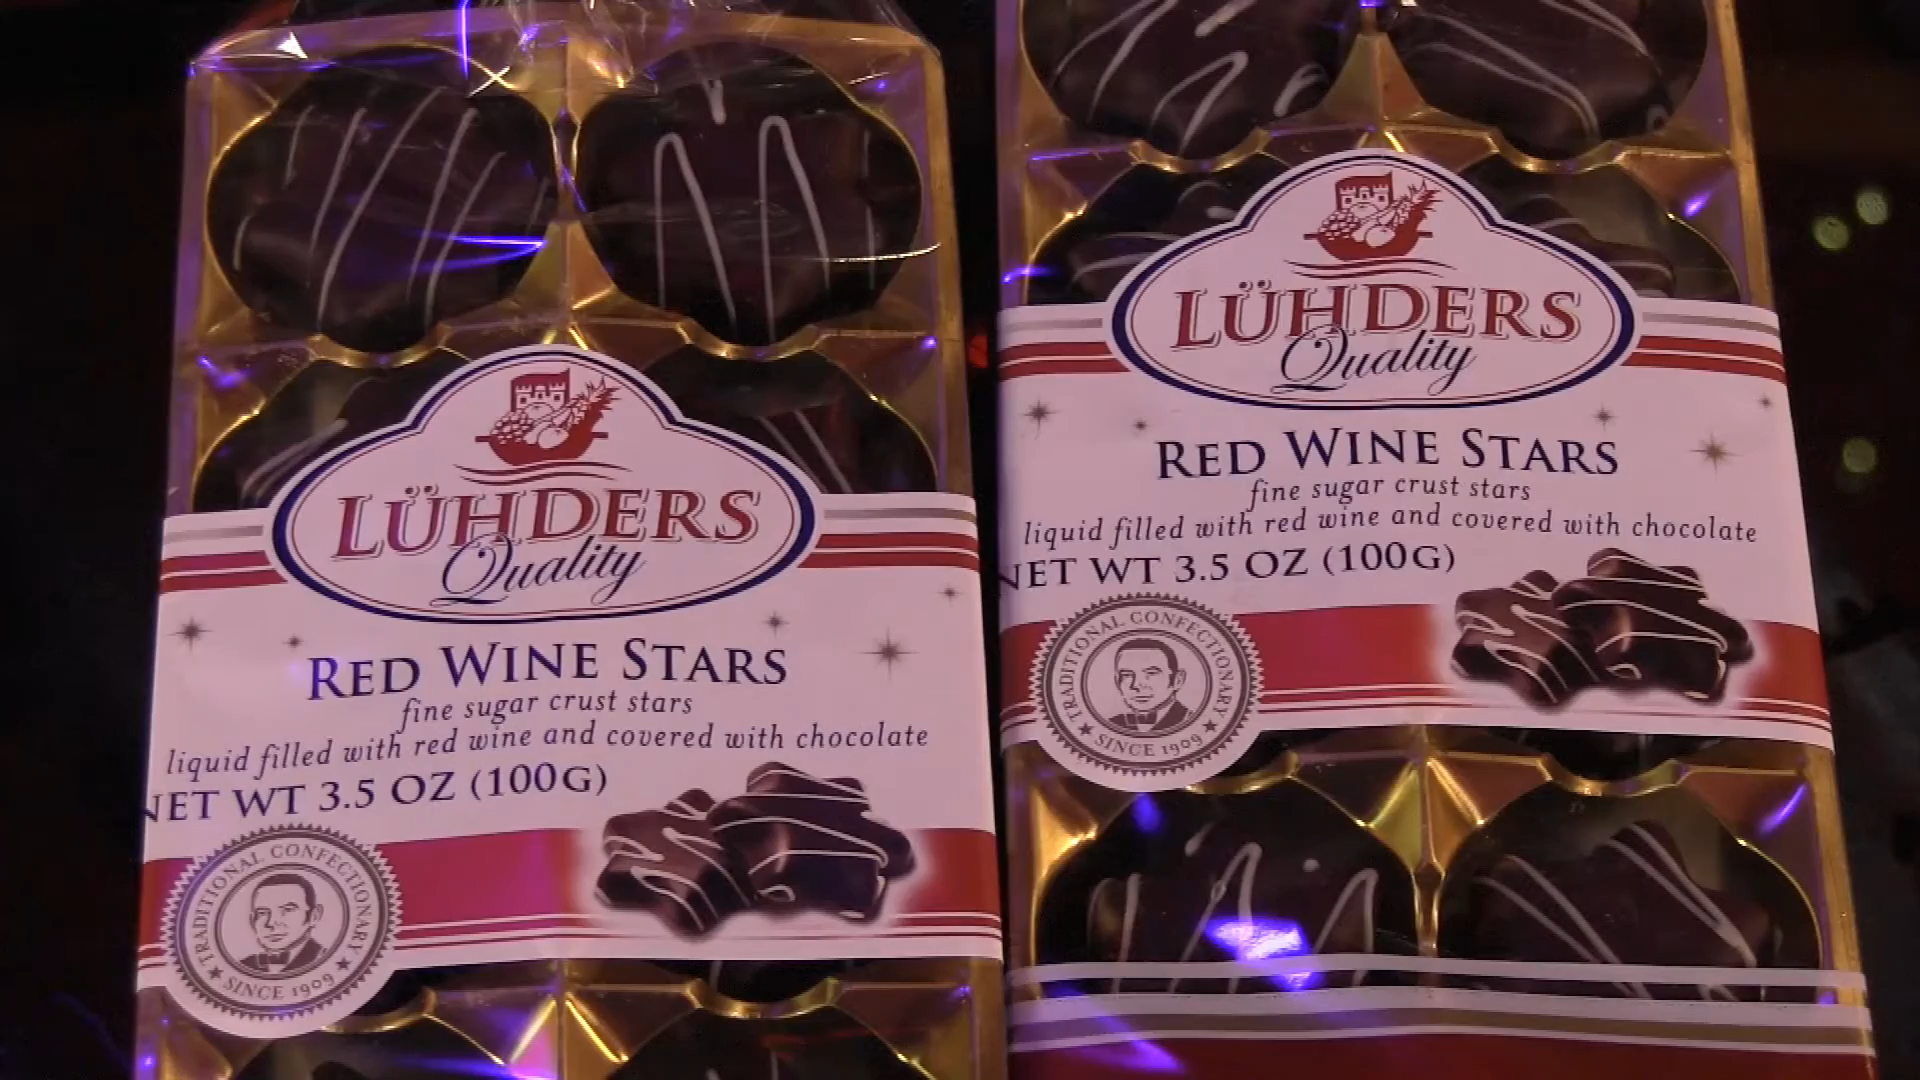 LÜHDERS
Quality
RED WINE STARS
fine sugar crust stars
liquid filled with red wine and covered with chocolate
NET WT 3.5 OZ (100G)
TRADITIONAL CONFECTIONARY
SINCE 1909
LÜHDERS
Quality
RED WINE STARS
fine sugar crust stars
liquid filled with red wine and covered with chocolate
NET WT 3.5 OZ (100G)
TRADITIONAL CONFECTIONARY
SINCE 1909